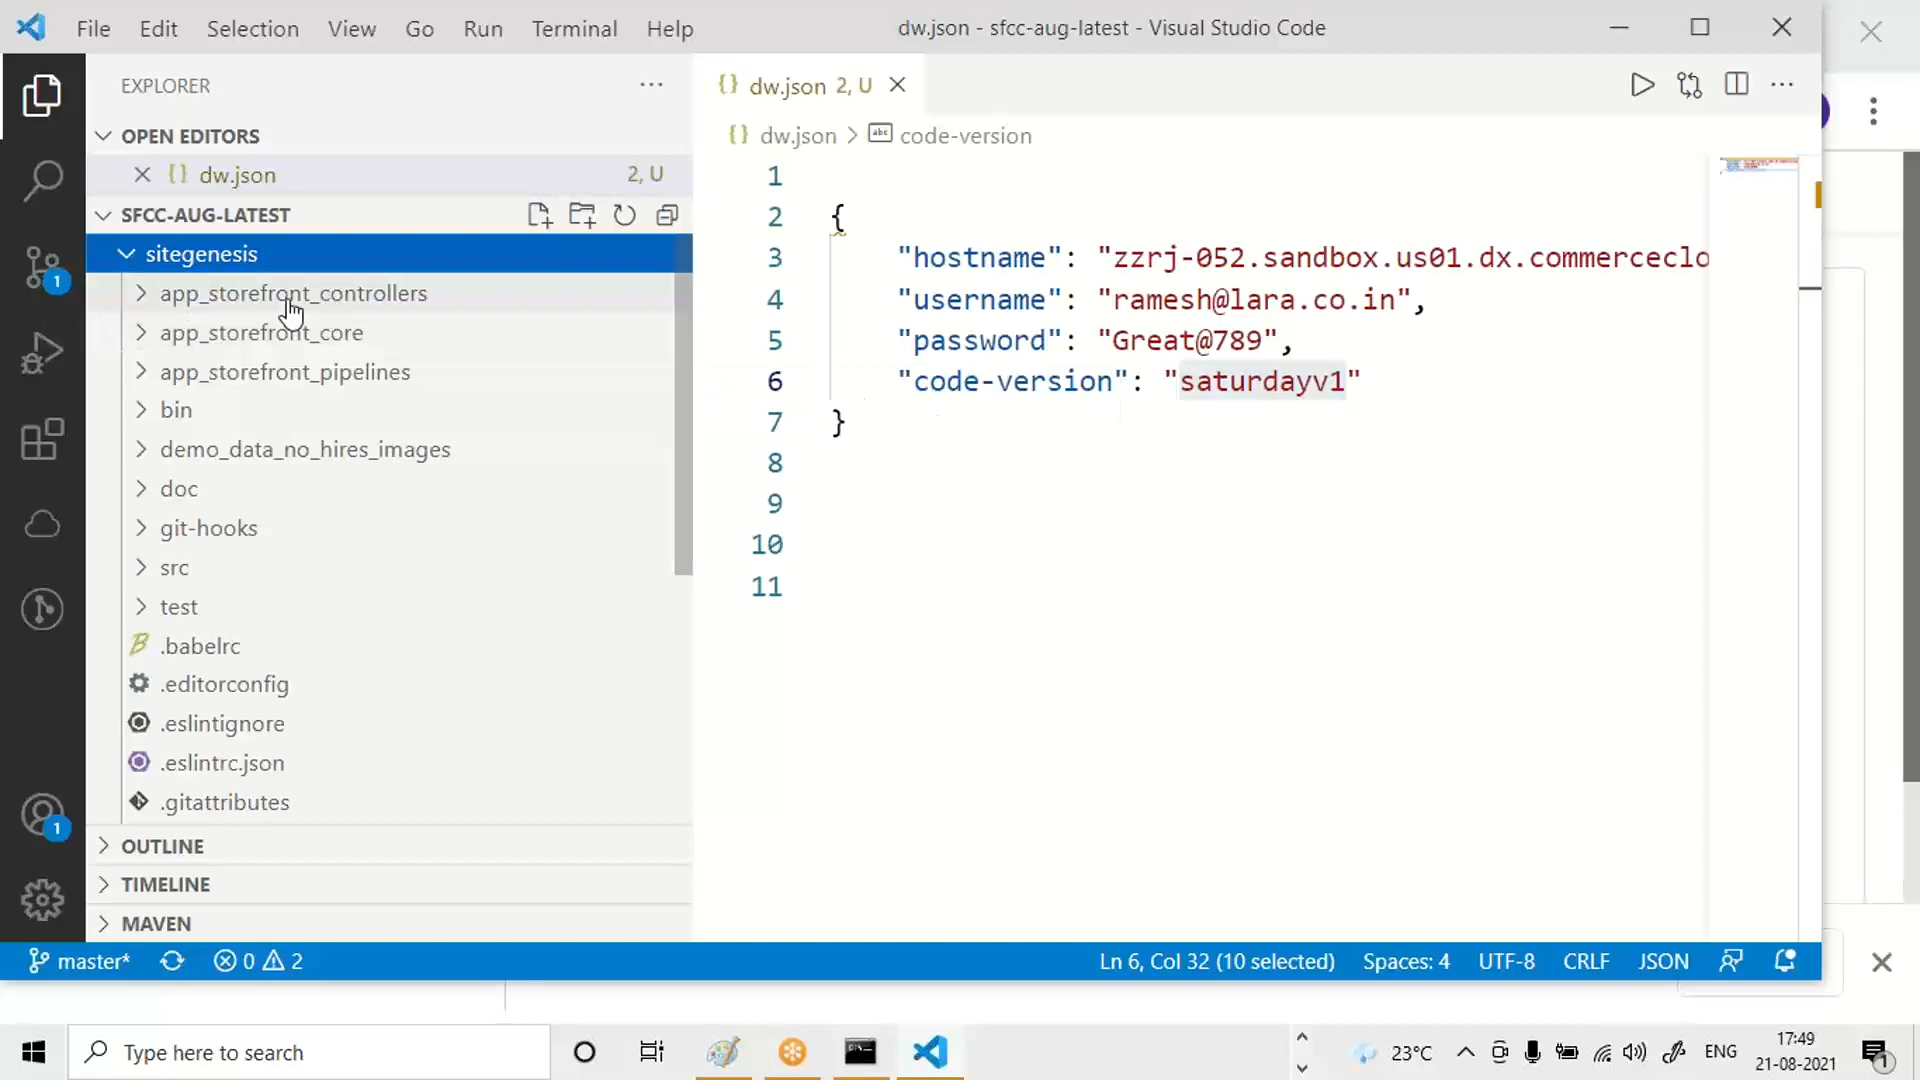 File Edit Selection View Go Run Terminal Help
dw.json - sfcc-aug-latest - Visual Studio Code
EXPLORER
OPEN EDITORS
{} dw.json 2, U
SFCC-AUG-LATEST
sitegenesis
app_storefront_controllers
app_storefront_core
app_storefront_pipelines
bin
demo_data_no_hires_images
doc
git-hooks
src
test
.babelrc
.editorconfig
.eslintignore
.eslintrc.json
.gitattributes
OUTLINE
TIMELINE
MAVEN
1
1
{} dw.json 2, U
{} dw.json > abc code-version
1
2 {
3 "hostname": "zzrj-052.sandbox.us01.dx.commerceclo
4 "username": "ramesh@lara.co.in",
5 "password": "Great@789",
6 "code-version": "saturdayv1"
7 }
8
9
10
11
master* 0 2
Ln 6, Col 32 (10 selected) Spaces: 4 UTF-8 CRLF JSON
Type here to search
23°C ENG
17:49
21-08-2021
1